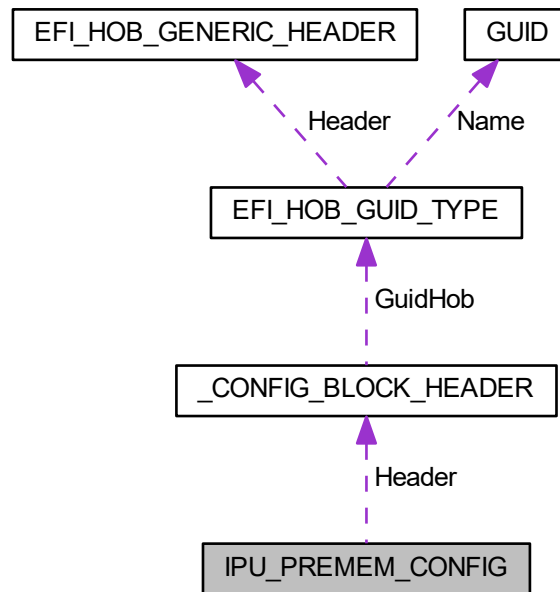 EFI_HOB_GENERIC_HEADER
GUID
Header
Name
EFI_HOB_GUID_TYPE
GuidHob
_CONFIG_BLOCK_HEADER
Header
IPU_PREMEM_CONFIG